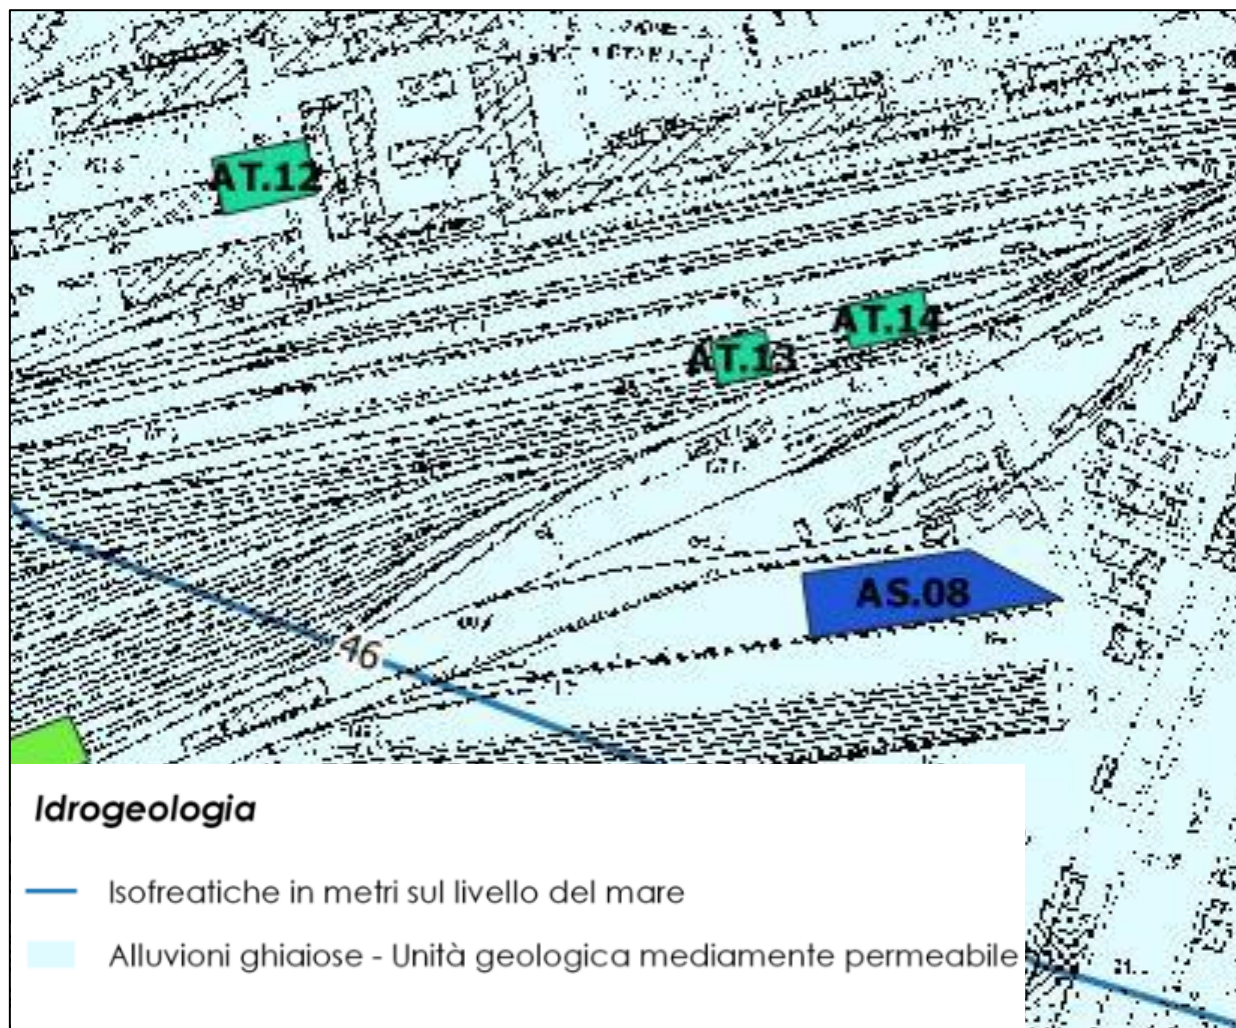 AT.12
AT.14
AT.13
AS.08
46
Idrogeologia
Isofreatiche in metri sul livello del mare
Alluvioni ghiaiose - Unità geologica mediamente permeabile